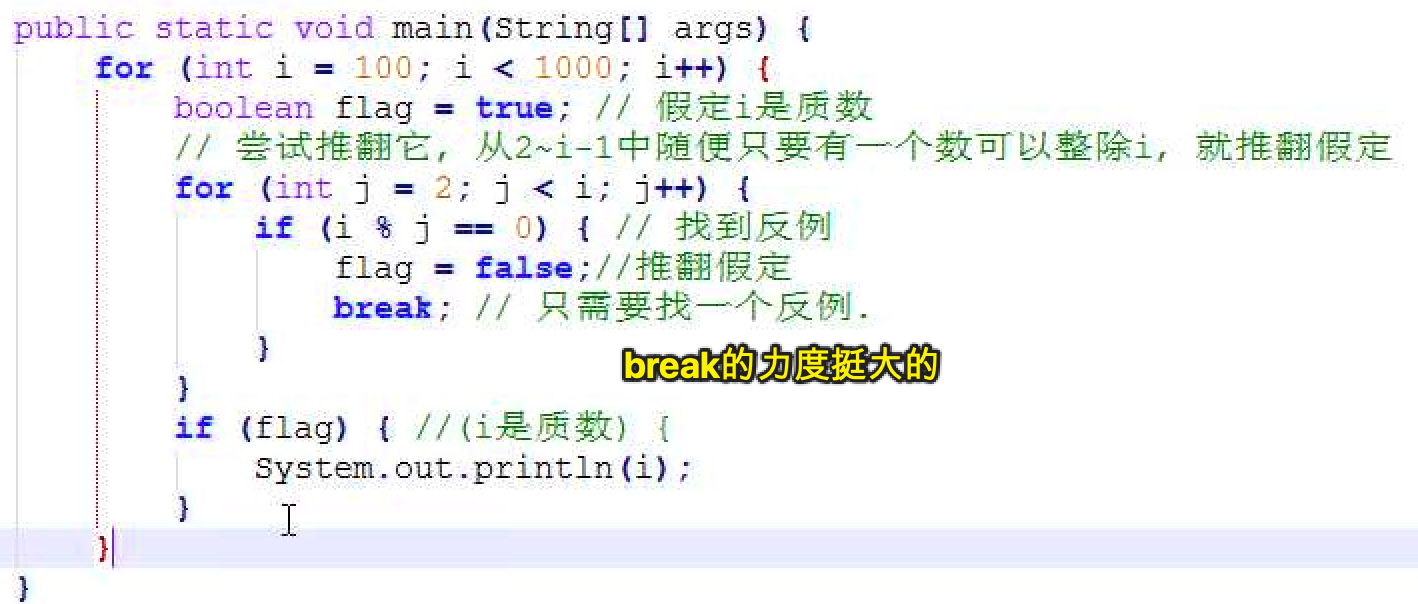 public static void main(String[] args) {
for (int i = 100; i < 1000; i++) {
boolean flag = true; // 假定i是质数
// 尝试推翻它, 从2~i-1中随便只要有一个数可以整除i, 就推翻假定
for (int j = 2; j < i; j++) {
if (i % j == 0) { // 找到反例
flag = false;//推翻假定
break; // 只需要找一个反例.
}
break的力度挺大的
}
if (flag) { //(i是质数) {
System.out.println(i);
}
}
}